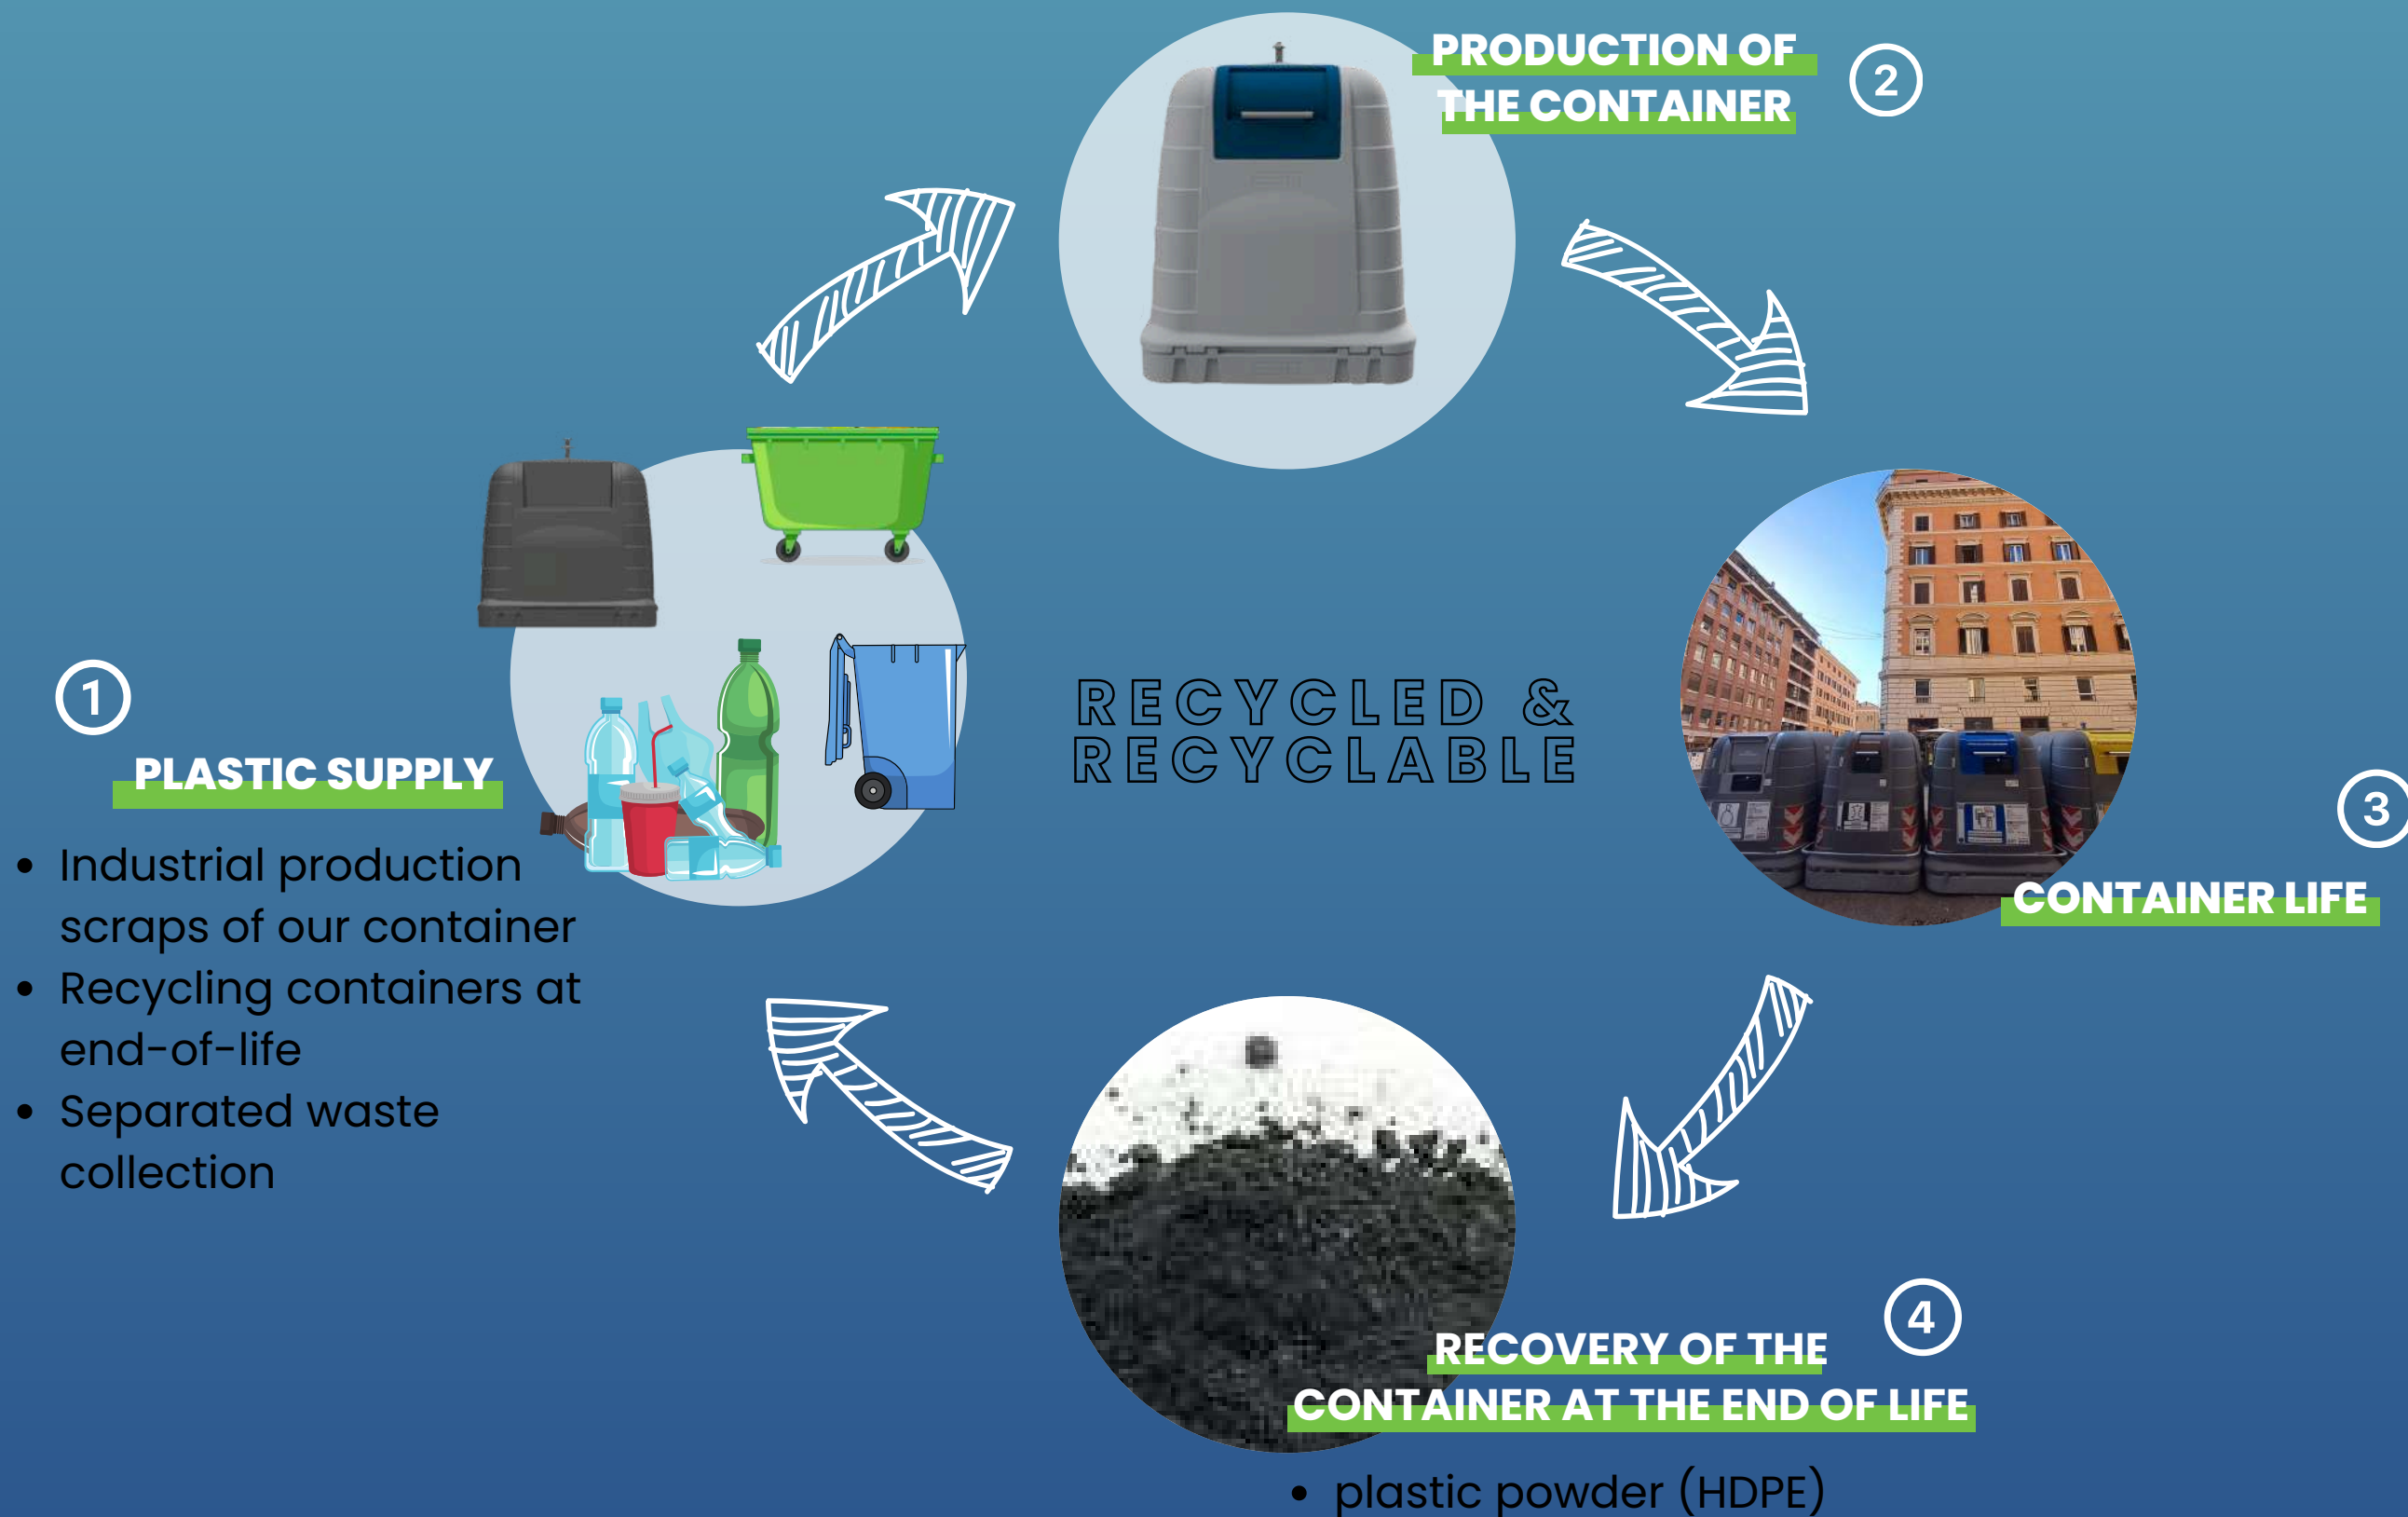 1
PLASTIC SUPPLY
• Industrial production
scraps of our container
• Recycling containers at
end-of-life
• Separated waste
collection
PRODUCTION OF
THE CONTAINER
2
RECYCLED &
RECYCLABLE
3
CONTAINER LIFE
4
RECOVERY OF THE
CONTAINER AT THE END OF LIFE
• plastic powder (HDPE)